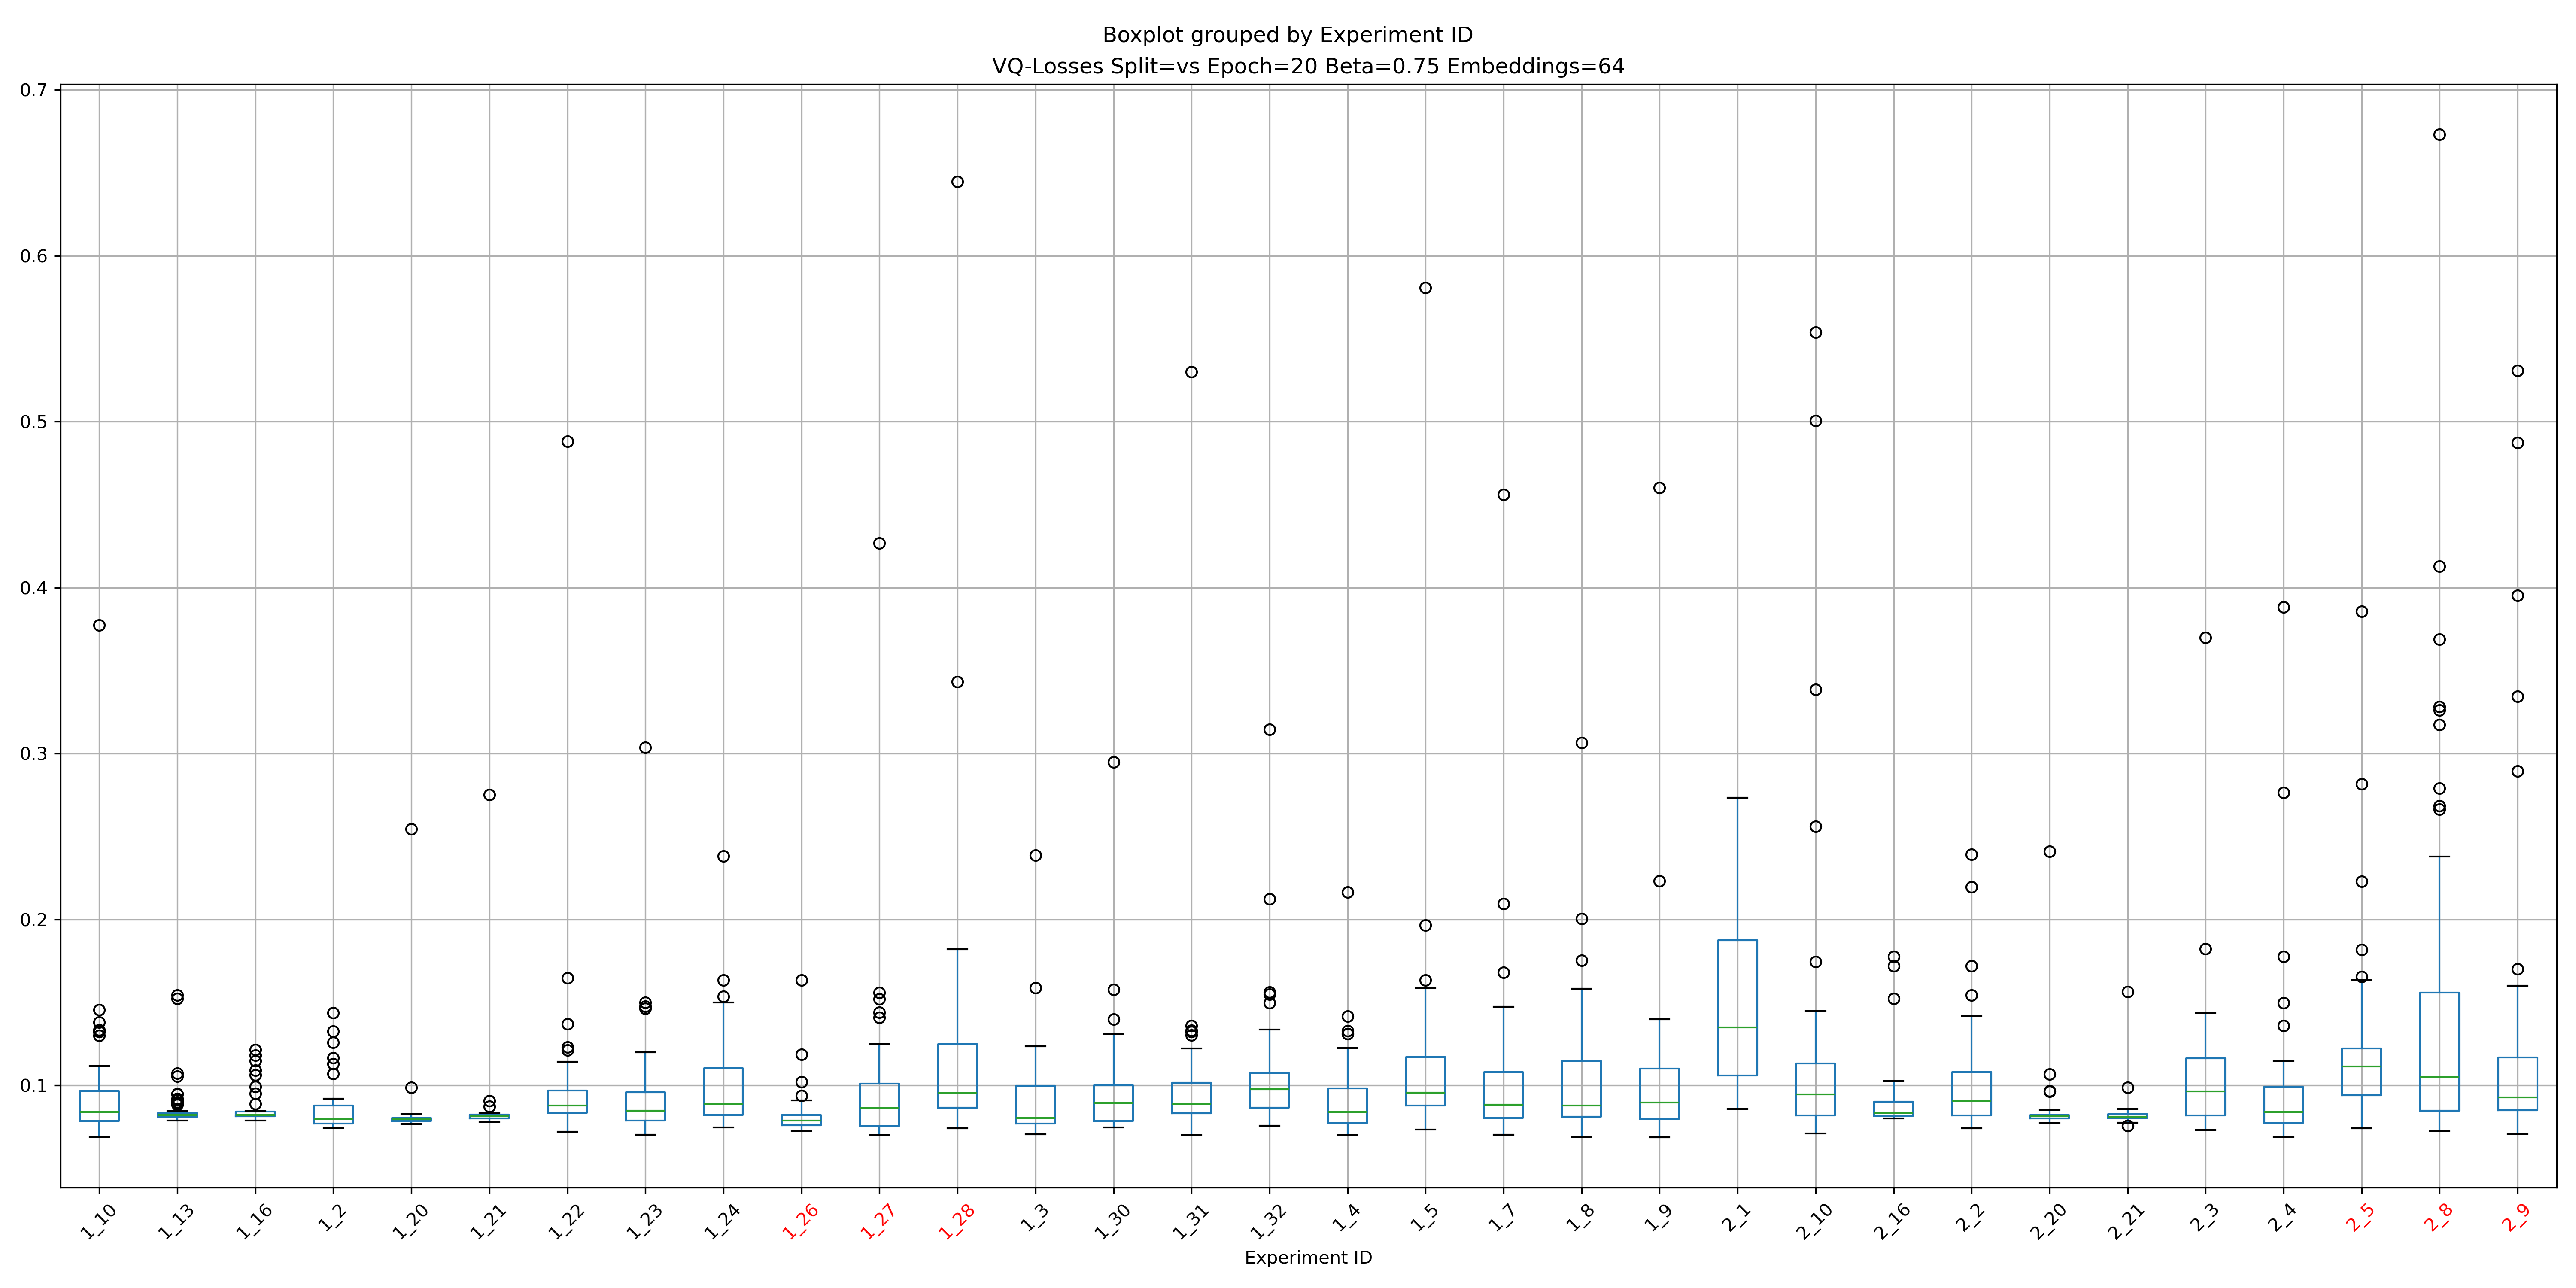 Boxplot grouped by Experiment ID
VQ-Losses Split=vs Epoch=20 Beta=0.75 Embeddings=64
0.7
0.6
0.5
0.4
0.3
0.2
0.1
1_10 1_13 1_16 1_2 1_20 1_21 1_22 1_23 1_24 1_26 1_27 1_28 1_3 1_30 1_31 1_32 1_4 1_5 1_7 1_8 1_9 2_1 2_10 2_16 2_2 2_20 2_21 2_3 2_4 2_5 2_8 2_9
Experiment ID